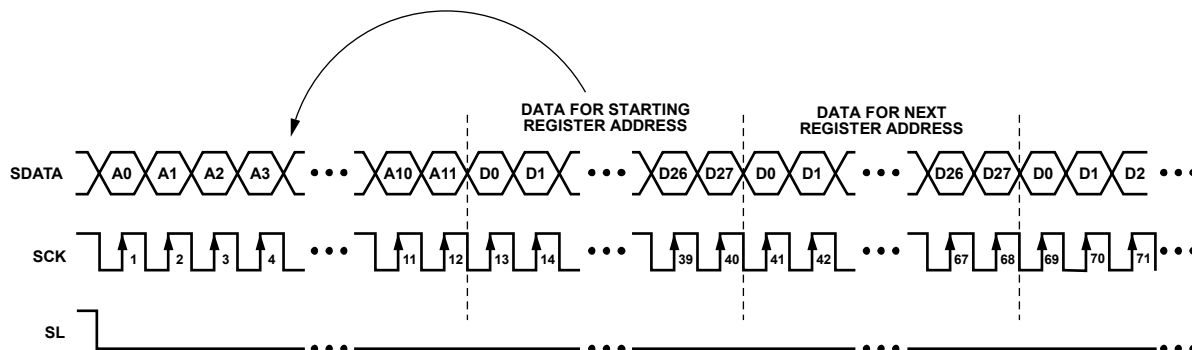 DATA FOR STARTING
REGISTER ADDRESS
DATA FOR NEXT
REGISTER ADDRESS
SDATA A0 A1 A2 A3 ••• A10 A11 D0 D1 ••• D26 D27 D0 D1 ••• D26 D27 D0 D1 D2 •••
SCK 1 2 3 4 ••• 11 12 13 14 ••• 39 40 41 42 ••• 67 68 69 70 71 •••
SL ••• ••• ••• •••